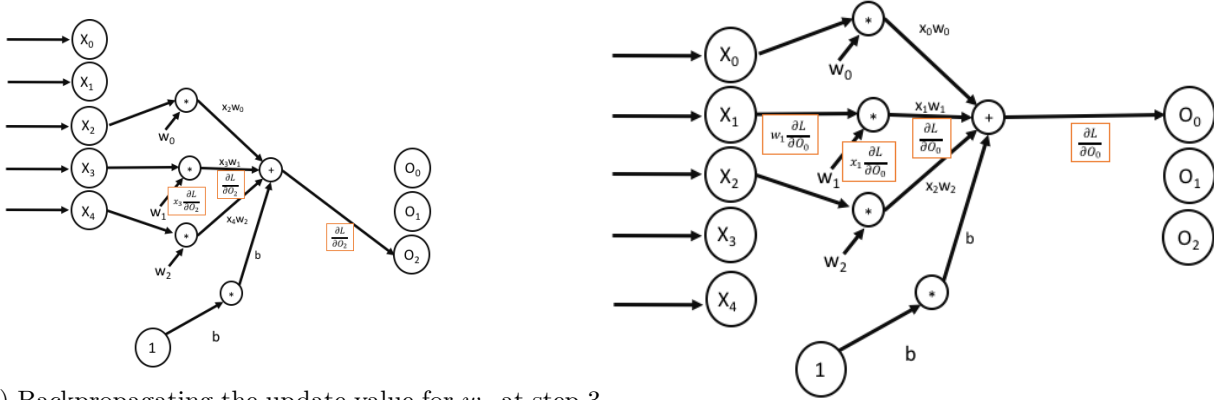 X₀
X₁
X₂
X₃
X₄
*
w₀
x₂w₀
*
w₁
x₃w₁
x₃ ∂L/∂O₂
∂L/∂O₂
+
*
w₂
x₄w₂
b
*
1
b
∂L/∂O₂
O₀
O₁
O₂
) Backpropagating the update value for w at step 3
X₀
X₁
X₂
X₃
X₄
*
w₀
x₀w₀
w₁ ∂L/∂O₀
*
w₁
x₁ ∂L/∂O₀
x₁w₁
∂L/∂O₀
+
*
w₂
x₂w₂
b
*
1
b
∂L/∂O₀
O₀
O₁
O₂